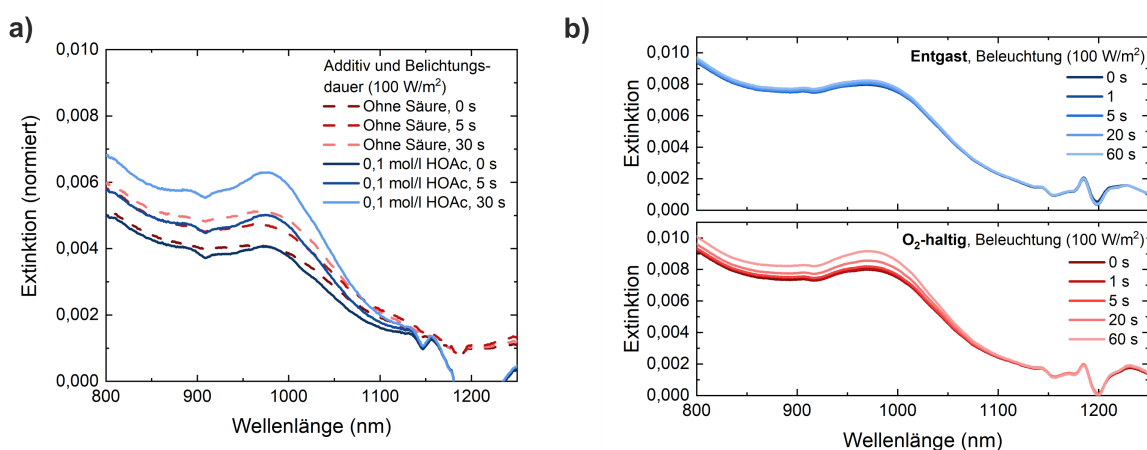 a)
Extinktion (normiert)
0,010
0,008
0,006
0,004
0,002
0,000
Additiv und Belichtungs-
dauer (100 W/m²)
Ohne Säure, 0 s
Ohne Säure, 5 s
Ohne Säure, 30 s
0,1 mol/l HOAc, 0 s
0,1 mol/l HOAc, 5 s
0,1 mol/l HOAc, 30 s
800 900 1000 1100 1200
Wellenlänge (nm)
b)
Extinktion
0,010
0,008
0,006
0,004
0,002
0,000
Entgast, Beleuchtung (100 W/m²)
0 s
1
5 s
20 s
60 s
Extinktion
0,010
0,008
0,006
0,004
0,002
0,000
O₂-haltig, Beleuchtung (100 W/m²)
0 s
1 s
5 s
20 s
60 s
800 900 1000 1100 1200
Wellenlänge (nm)